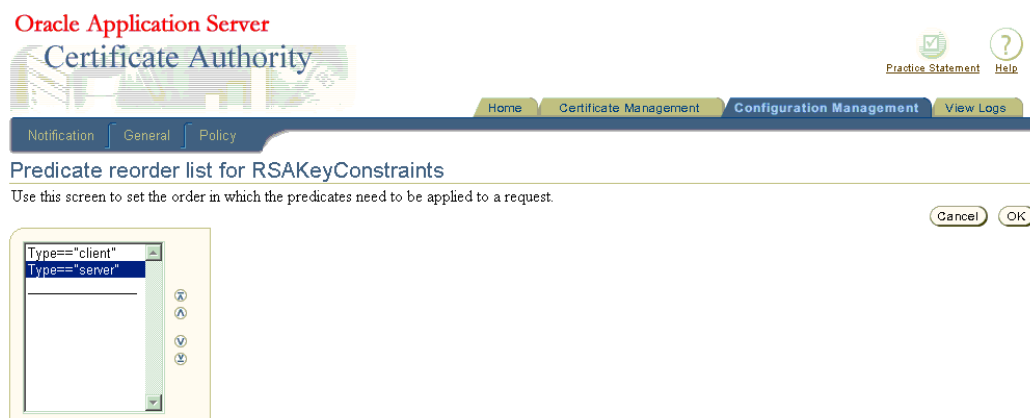 Oracle Application Server
Certificate Authority
Practice Statement Help
Home Certificate Management Configuration Management View Logs
Notification General Policy
Predicate reorder list for RSAKeyConstraints
Use this screen to set the order in which the predicates need to be applied to a request.
Cancel OK
Type=="client"
Type=="server"